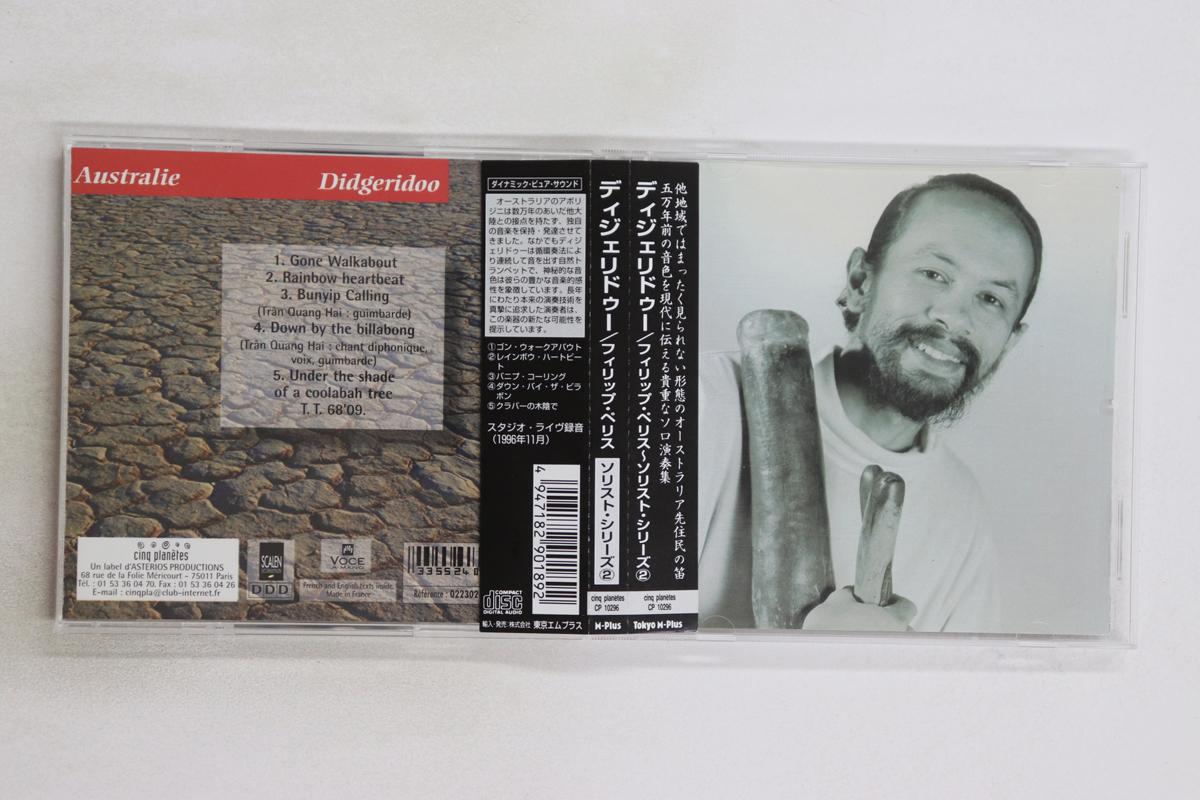 Australie
Didgeridoo
1. Gone Walkabout
2. Rainbow heartbeat
3. Bunyip Calling
(Trân Quang Hai : guimbarde)
4. Down by the billabong
(Trân Quang Hai : chant diphonique,
voix, guimbarde)
5. Under the shade
of a coolabah tree
T. T. 68'09.
cinq planètes
Un label d'ASTERIOS PRODUCTIONS
68 rue de la Folie Méricourt - 75011 Paris
Tél. : 01 53 36 04 70. Fax : 01 53 36 04 26
E-mail : cinqpla@club-internet.fr
SCALEN
DDD
VOCE
French and English texts inside
Made in France
3355240
Référence : 022302
ダイナミック・ピュア・サウンド
オーストラリアのアボリ
ジニは数万年のあいだ他大
陸との接点を持たず、独自
の音楽を保持・発達させて
きました。なかでもディジ
ェリドゥーは循環奏法によ
り連続して音を出す自然ト
ランペットで、神秘的な音
色は彼らの豊かな音楽的感
性を象徴しています。長年
にわたり本来の演奏技術を
真摯に追求した演奏者は、
この楽器の新たな可能性を
提示しています。
①ゴン・ウォークアバウト
②レインボウ・ハートビー
ト
③バニプ・コーリング
④ダウン・バイ・ザ・ビラ
ボン
⑤クラバーの木陰で
スタジオ・ライヴ録音
(1996年11月)
4 947182 901892
COMPACT
disc
DIGITAL AUDIO
輸入・発売:株式会社 東京エムプラス
ディジェリドゥー/フィリップ・ペリス
ソリスト・シリーズ②
cinq planètes
CP 10296
M-Plus
他地域ではまったく見られない形態のオーストラリア先住民の笛
五万年前の音色を現代に伝える貴重なソロ演奏集
ディジェリドゥー/フィリップ・ペリス〜ソリスト・シリーズ②
cinq planètes
CP 10296
Tokyo M-Plus